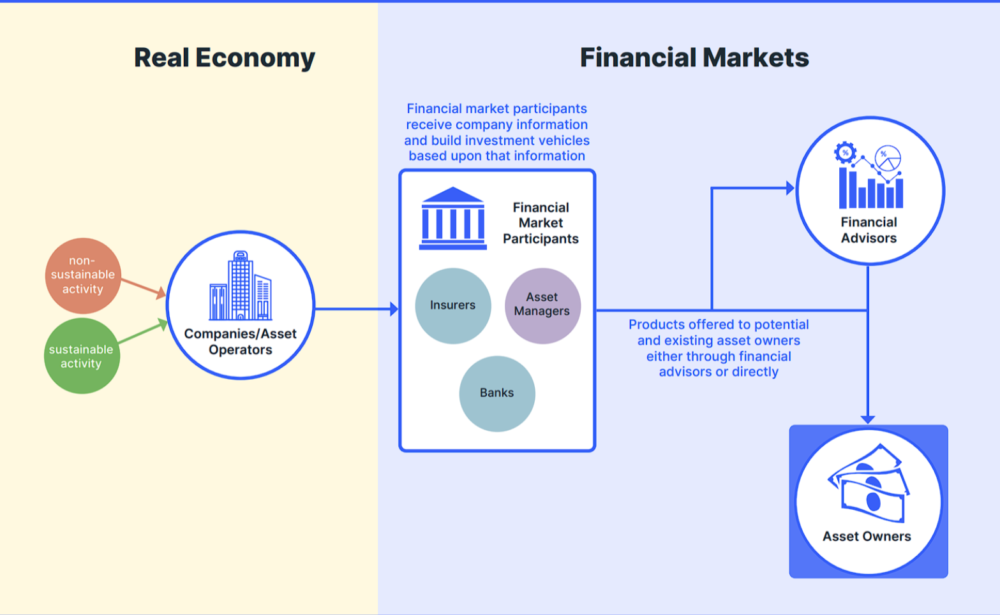 Real Economy
Financial Markets
Financial market participants
receive company information
and build investment vehicles
based upon that information
%
%
Financial
Advisors
Financial
Market
Participants
non-
sustainable
activity
Companies/Asset
Operators
sustainable
activity
Insurers
Asset
Managers
Banks
Products offered to potential
and existing asset owners
either through financial
advisors or directly
Asset Owners